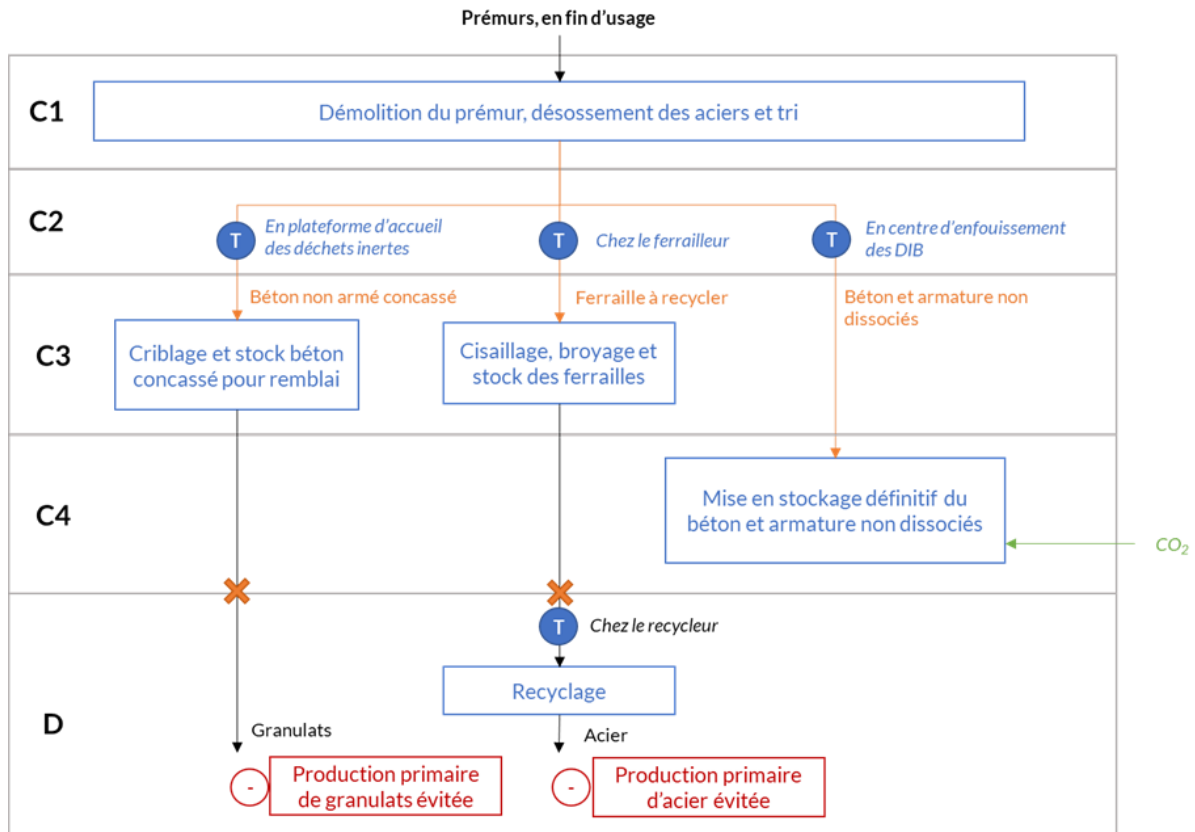 Prémurs, en fin d'usage
C1
Démolition du prémur, désossement des aciers et tri
C2
T
En plateforme d'accueil
des déchets inertes
T
Chez le ferrailleur
T
En centre d'enfouissement
des DIB
Béton non armé concassé
Ferraille à recycler
Béton et armature non
dissociés
C3
Criblage et stock béton
concassé pour remblai
Cisaillage, broyage et
stock des ferrailles
C4
Mise en stockage définitif du
béton et armature non dissociés
CO₂
T
Chez le recycleur
Recyclage
D
Granulats
Acier
-
Production primaire
de granulats évitée
-
Production primaire
d'acier évitée